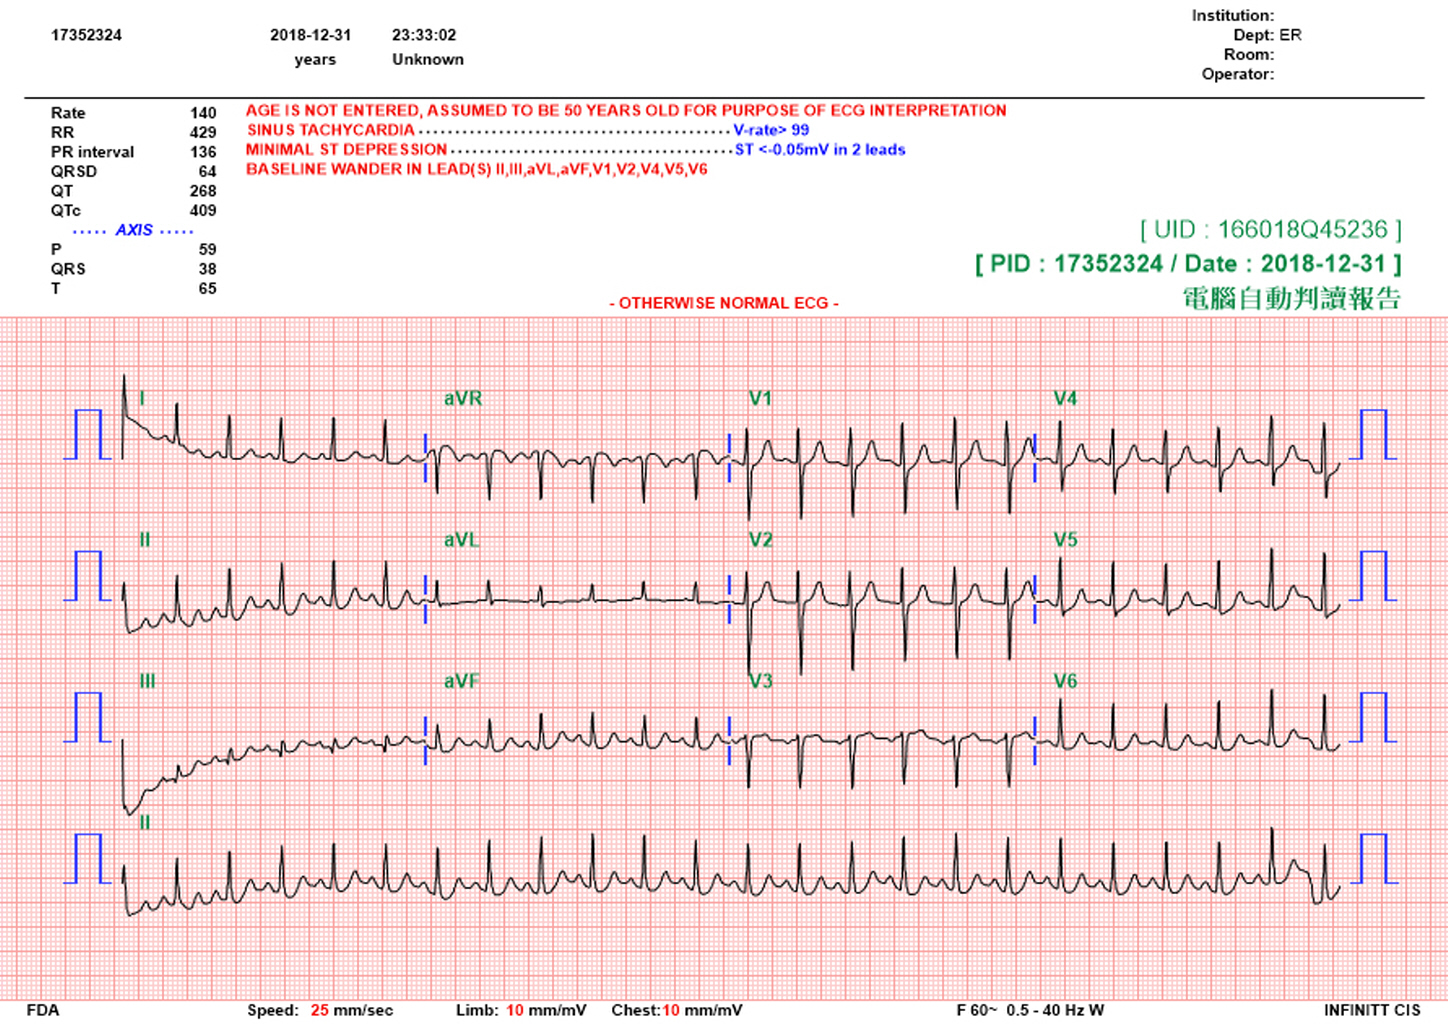 17352324 2018-12-31 23:33:02
years Unknown
Institution:
Dept: ER
Room:
Operator:
Rate 140
RR 429
PR interval 136
QRSD 64
QT 268
QTc 409
..... AXIS .....
P 59
QRS 38
T 65
AGE IS NOT ENTERED, ASSUMED TO BE 50 YEARS OLD FOR PURPOSE OF ECG INTERPRETATION
SINUS TACHYCARDIA ................................... V-rate> 99
MINIMAL ST DEPRESSION ................................ ST <-0.05mV in 2 leads
BASELINE WANDER IN LEAD(S) II,III,aVL,aVF,V1,V2,V4,V5,V6
[ UID : 166018Q45236 ]
[ PID : 17352324 / Date : 2018-12-31 ]
電腦自動判讀報告
- OTHERWISE NORMAL ECG -
I aVR V1 V4
II aVL V2 V5
III aVF V3 V6
II
FDA Speed: 25 mm/sec Limb: 10 mm/mV Chest:10 mm/mV F 60~ 0.5 - 40 Hz W INFINITT CIS